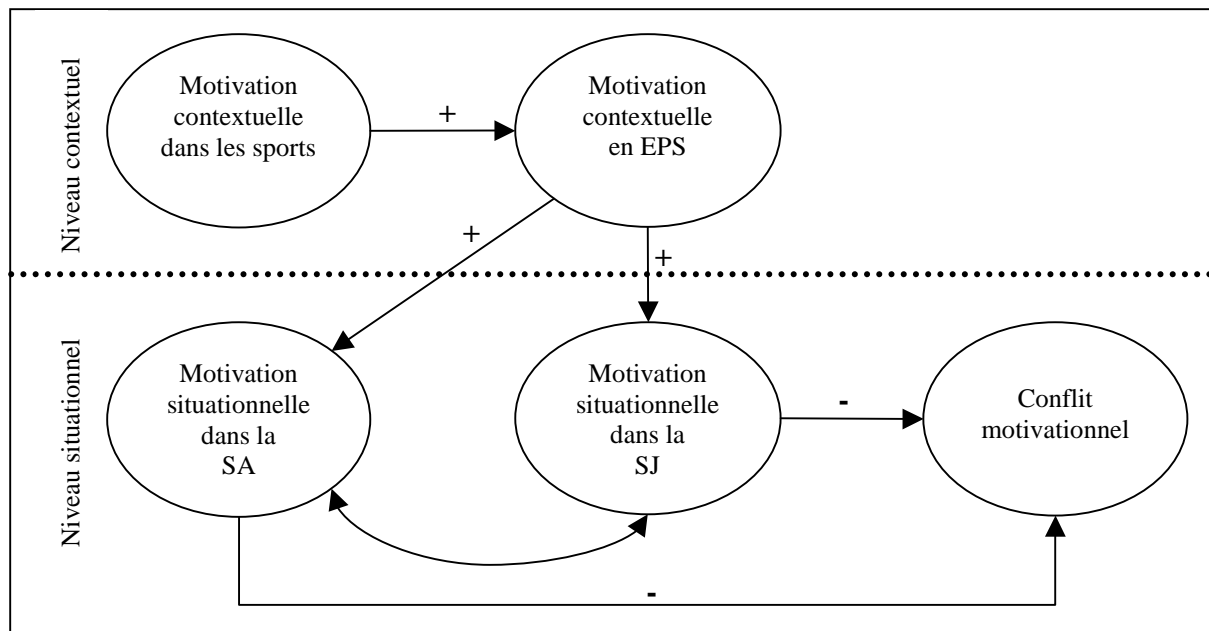 Niveau contextuel
Motivation
contextuelle
dans les sports
+
Motivation
contextuelle
en EPS
+
+
Niveau situationnel
Motivation
situationnelle
dans la
SA
Motivation
situationnelle
dans la
SJ
-
Conflit
motivationnel
-